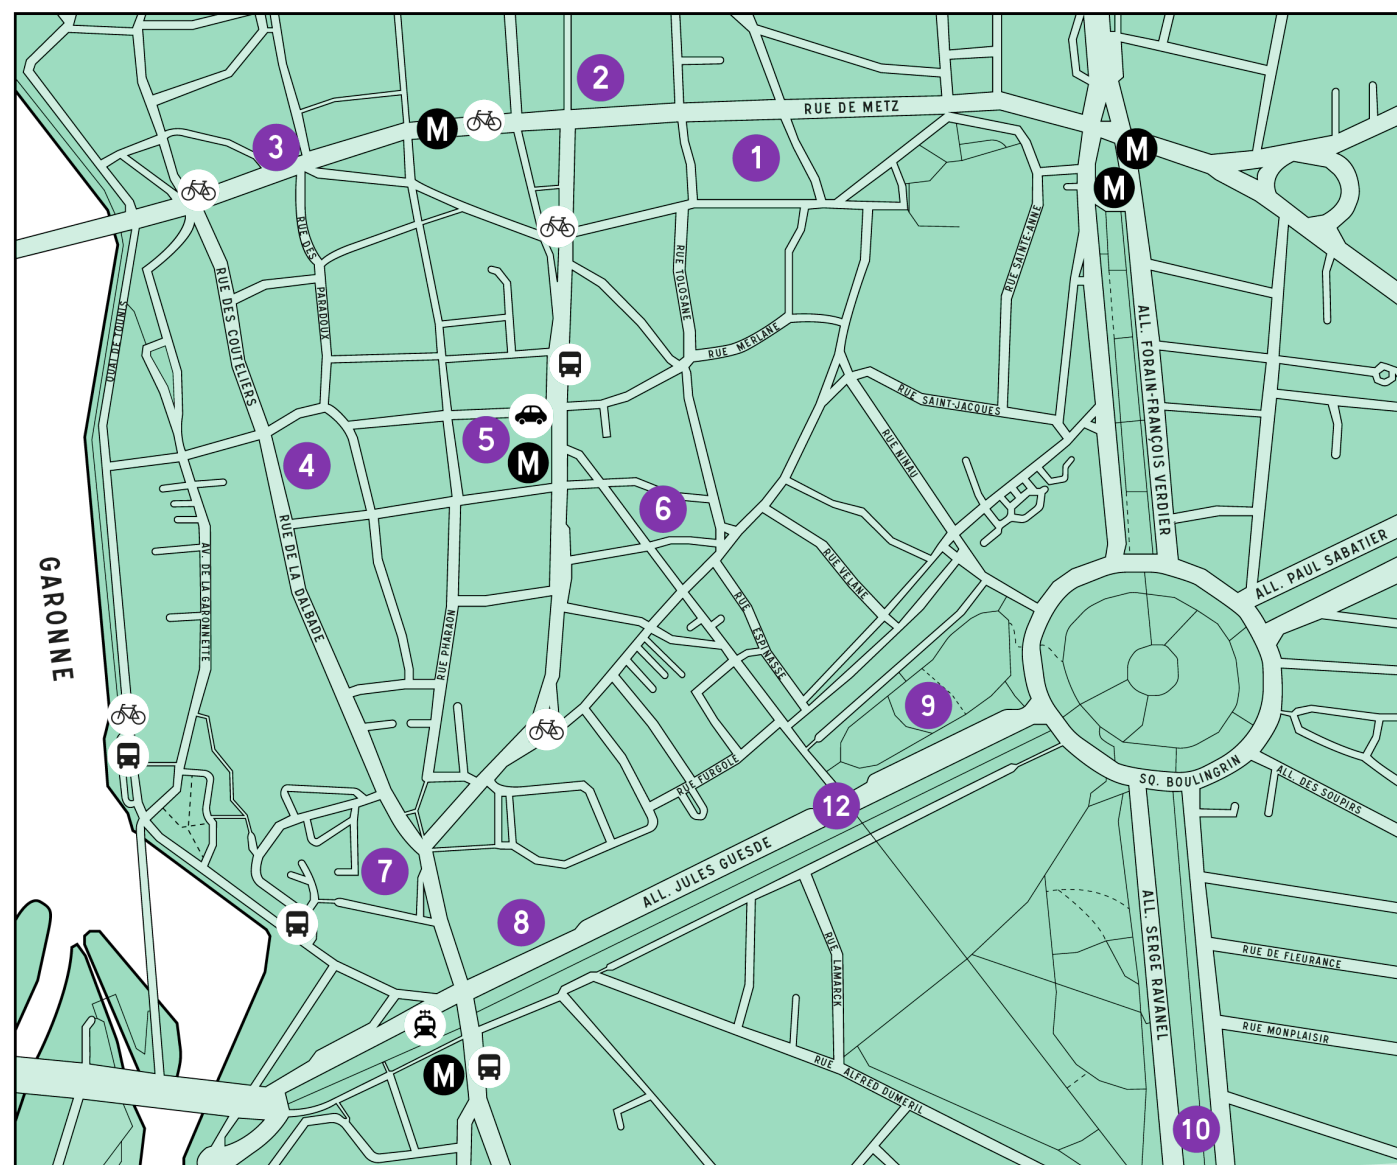 2
RUE DE METZ
M
3
1
M
M
RUE DES
PARADOUX
RUE DES COUTELIERS
RUE TOLOSANE
RUE SAINTE-ANNE
QUAI DE TOUNIS
RUE MERLANE
ALL. FORAIN-FRANÇOIS VERDIER
RUE SAINT-JACQUES
5
4
M
RUE NINAU
6
GARONNE
RUE DE LA DALBADE
AV. DE LA GARONNETTE
RUE VELANE
ALL. PAUL SABATIER
RUE PHARAON
RUE ESPINASSE
9
RUE FURGOLE
12
SQ. BOULINGRIN
ALL. DES SOUPIRS
7
ALL. JULES GUESDE
8
RUE LAMARCK
ALL. SERGE RAVANEL
RUE DE FLEURANCE
RUE MONPLAISIR
M
RUE ALFRED DUMERIL
10